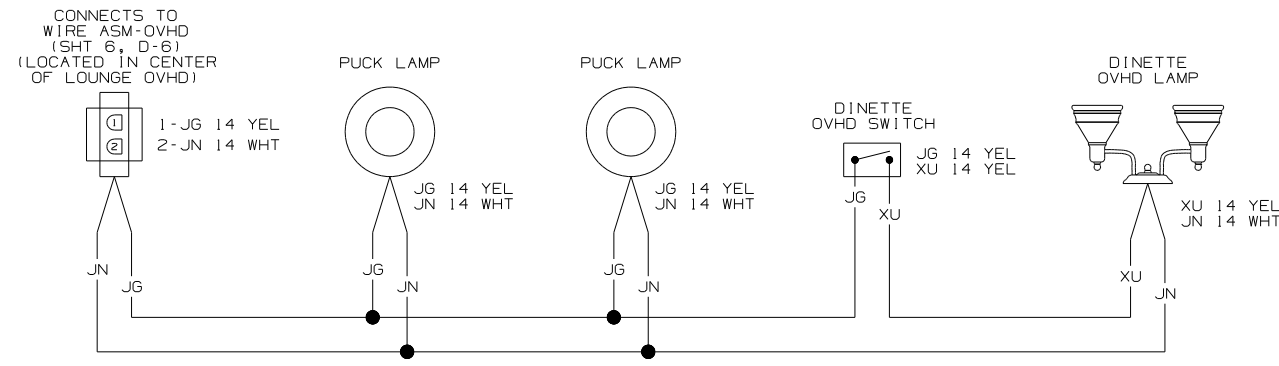 CONNECTS TO
WIRE ASM-OVHD
(SHT 6, D-6)
(LOCATED IN CENTER
OF LOUNGE OVHD)
1
2
1-JG 14 YEL
2-JN 14 WHT
JN
JG
PUCK LAMP
JG 14 YEL
JN 14 WHT
JG
JN
PUCK LAMP
JG 14 YEL
JN 14 WHT
JG
JN
DINETTE
OVHD SWITCH
JG 14 YEL
XU 14 YEL
JG
XU
DINETTE
OVHD LAMP
XU 14 YEL
JN 14 WHT
XU
JN